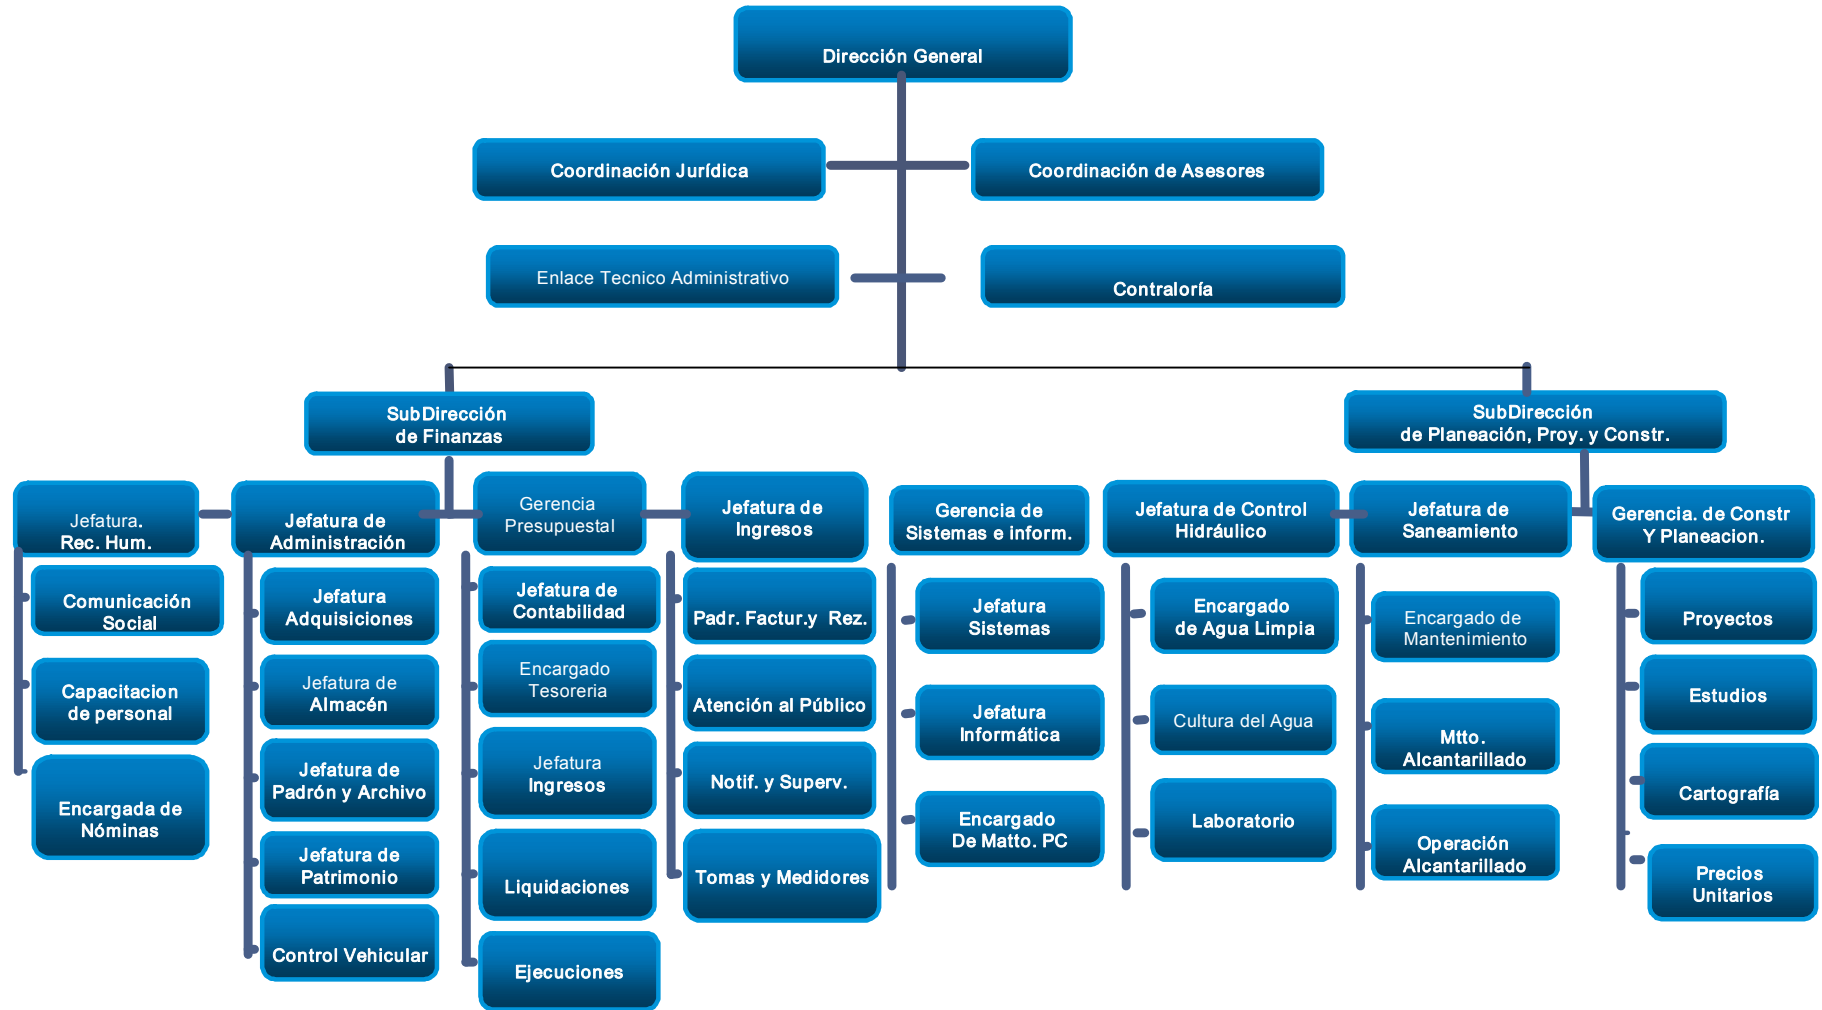 Dirección General
Coordinación Jurídica
Coordinación de Asesores
Enlace Tecnico Administrativo
Contraloría
SubDirección
de Finanzas
SubDirección
de Planeación, Proy. y Constr.
Jefatura.
Rec. Hum.
Jefatura de
Administración
Gerencia
Presupuestal
Jefatura de
Ingresos
Gerencia de
Sistemas e inform.
Jefatura de Control
Hidráulico
Jefatura de
Saneamiento
Gerencia. de Constr
Y Planeacion.
Comunicación
Social
Capacitacion
de personal
Encargada de
Nóminas
Jefatura
Adquisiciones
Jefatura de
Almacén
Jefatura de
Padrón y Archivo
Jefatura de
Patrimonio
Control Vehicular
Jefatura de
Contabilidad
Encargado
Tesoreria
Jefatura
Ingresos
Liquidaciones
Ejecuciones
Padr. Factur.y  Rez.
Atención al Público
Notif. y Superv.
Tomas y Medidores
Jefatura
Sistemas
Jefatura
Informática
Encargado
De Matto. PC
Encargado
de Agua Limpia
Cultura del Agua
Laboratorio
Encargado de
Mantenimiento
Mtto.
Alcantarillado
Operación
Alcantarillado
Proyectos
Estudios
Cartografía
Precios
Unitarios